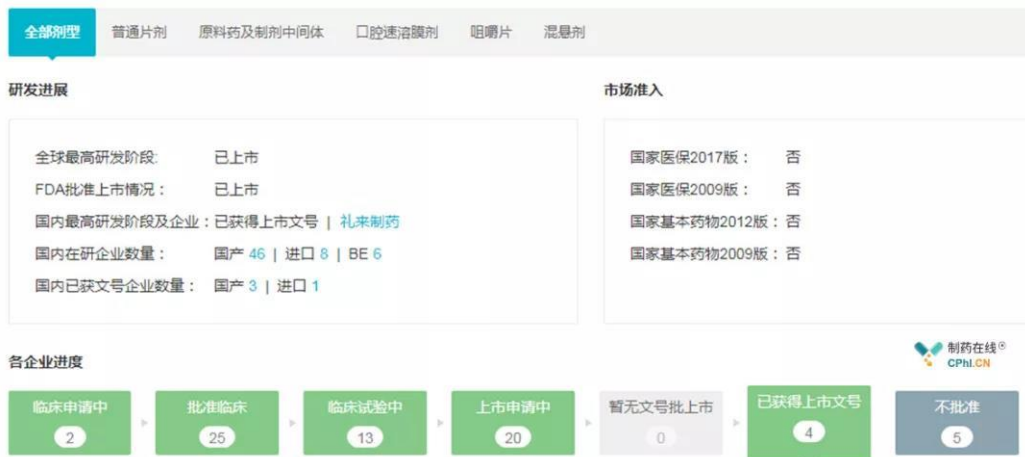 全部剂型 普通片剂 原料药及制剂中间体 口腔速溶膜剂 咀嚼片 混悬剂
研发进展
全球最高研发阶段: 已上市
FDA批准上市情况： 已上市
国内最高研发阶段及企业：已获得上市文号 | 礼来制药
国内在研企业数量： 国产 46 | 进口 8 | BE 6
国内已获文号企业数量： 国产 3 | 进口 1
市场准入
国家医保2017版： 否
国家医保2009版： 否
国家基本药物2012版：否
国家基本药物2009版：否
制药在线®
CPhI.CN
各企业进度
临床申请中
2
批准临床
25
临床试验中
13
上市申请中
20
暂无文号批上市
0
已获得上市文号
4
不批准
5